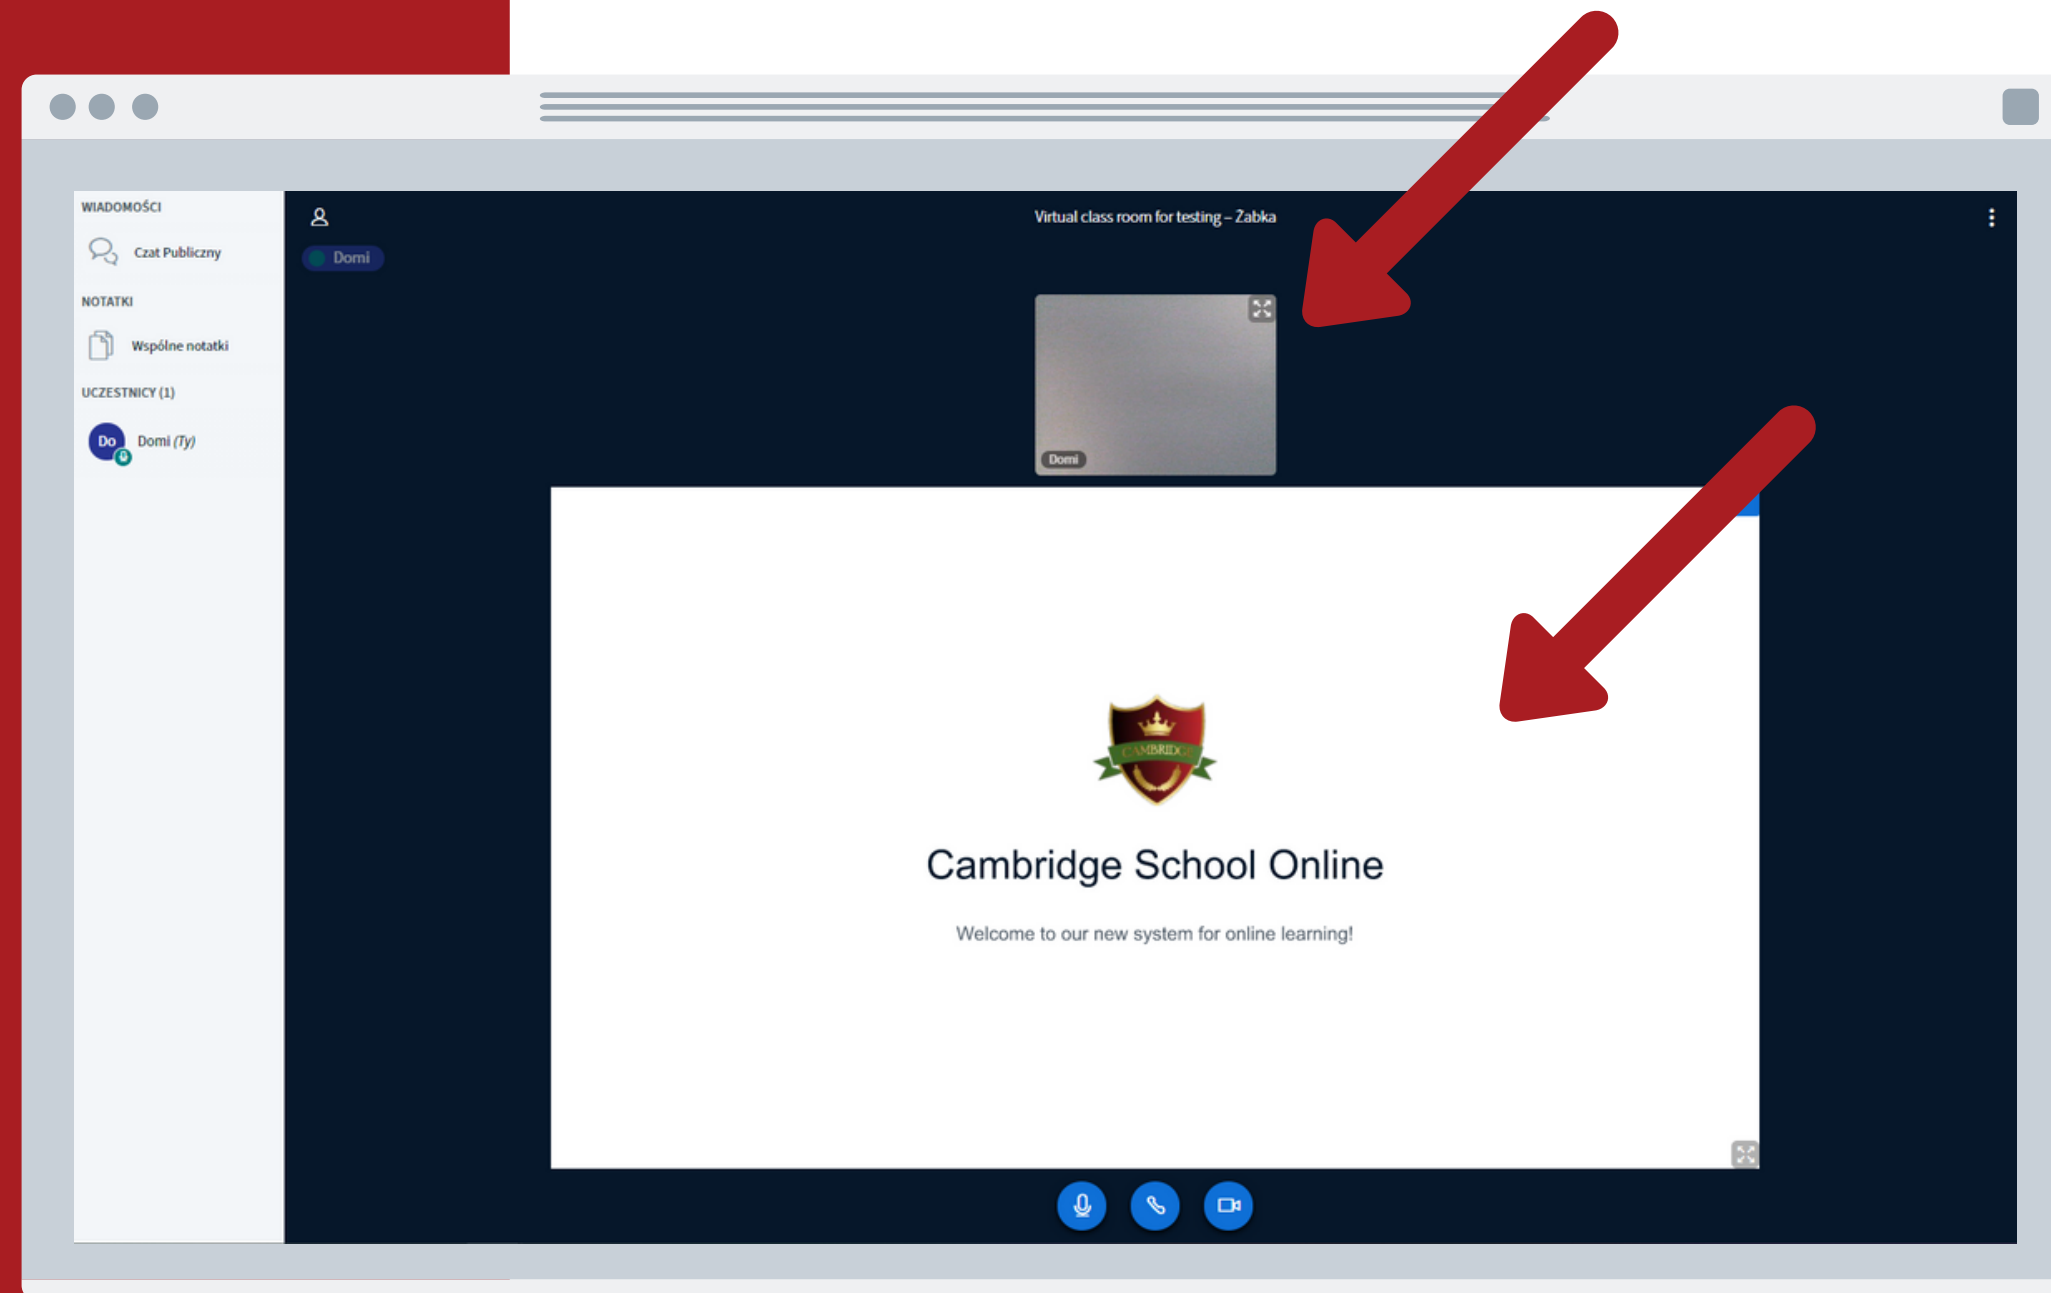 WIADOMOŚCI
Czat Publiczny
NOTATKI
Wspólne notatki
UCZESTNICY (1)
Do
Domi (Ty)
Virtual class room for testing – Żabka
Domi
Domi
CAMBRIDGE
Cambridge School Online
Welcome to our new system for online learning!